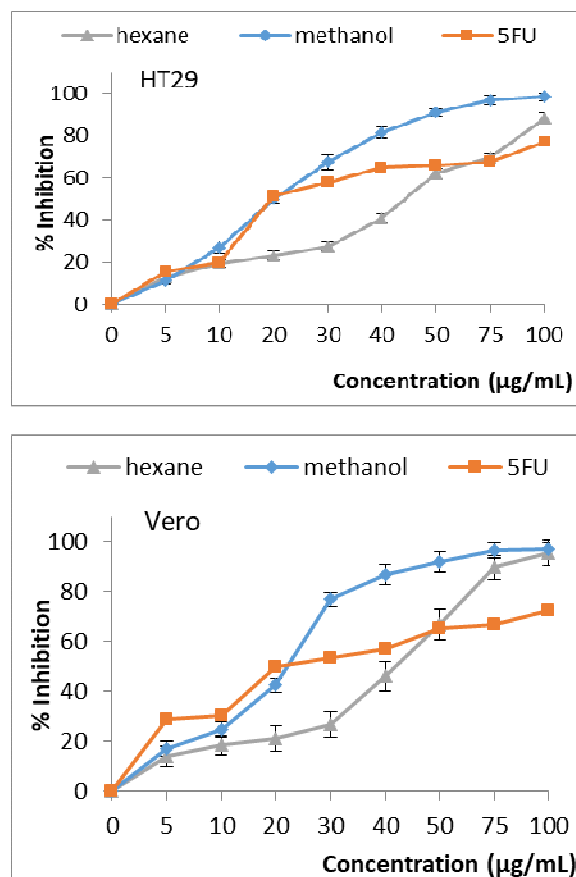 hexane methanol 5FU
HT29
100
80
60
40
20
0
% Inhibition
0 5 10 20 30 40 50 75 100
Concentration (µg/mL)
hexane methanol 5FU
Vero
100
80
60
40
20
0
% Inhibition
0 5 10 20 30 40 50 75 100
Concentration (µg/mL)